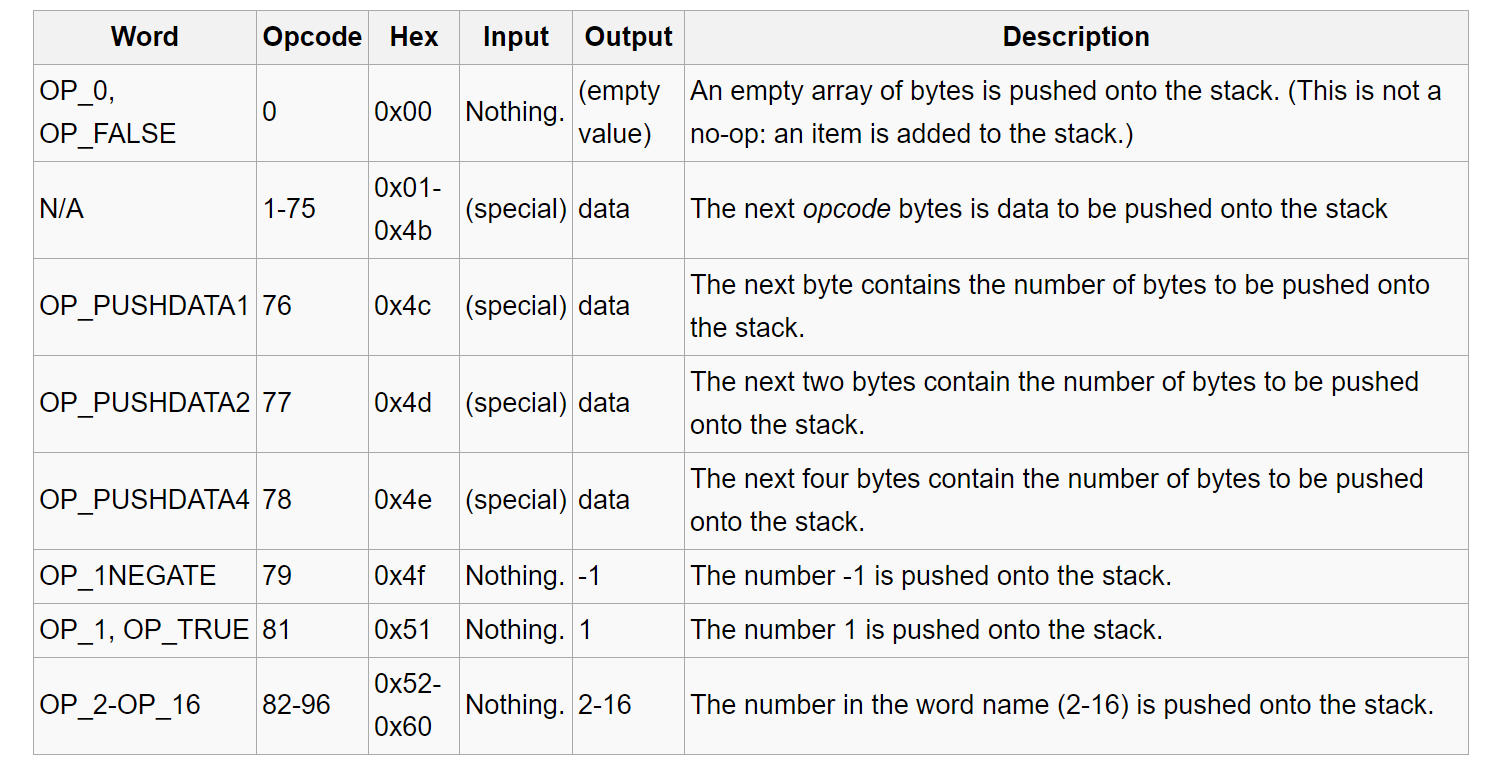 Word Opcode Hex Input Output Description
OP_0,
OP_FALSE
0
0x00
Nothing.
(empty
value)
An empty array of bytes is pushed onto the stack. (This is not a
no-op: an item is added to the stack.)
N/A
1-75
0x01-
0x4b
(special)
data
The next opcode bytes is data to be pushed onto the stack
OP_PUSHDATA1
76
0x4c
(special)
data
The next byte contains the number of bytes to be pushed onto
the stack.
OP_PUSHDATA2
77
0x4d
(special)
data
The next two bytes contain the number of bytes to be pushed
onto the stack.
OP_PUSHDATA4
78
0x4e
(special)
data
The next four bytes contain the number of bytes to be pushed
onto the stack.
OP_1NEGATE 79 0x4f Nothing. -1 The number -1 is pushed onto the stack.
OP_1, OP_TRUE 81 0x51 Nothing. 1 The number 1 is pushed onto the stack.
OP_2-OP_16
82-96
0x52-
0x60
Nothing.
2-16
The number in the word name (2-16) is pushed onto the stack.